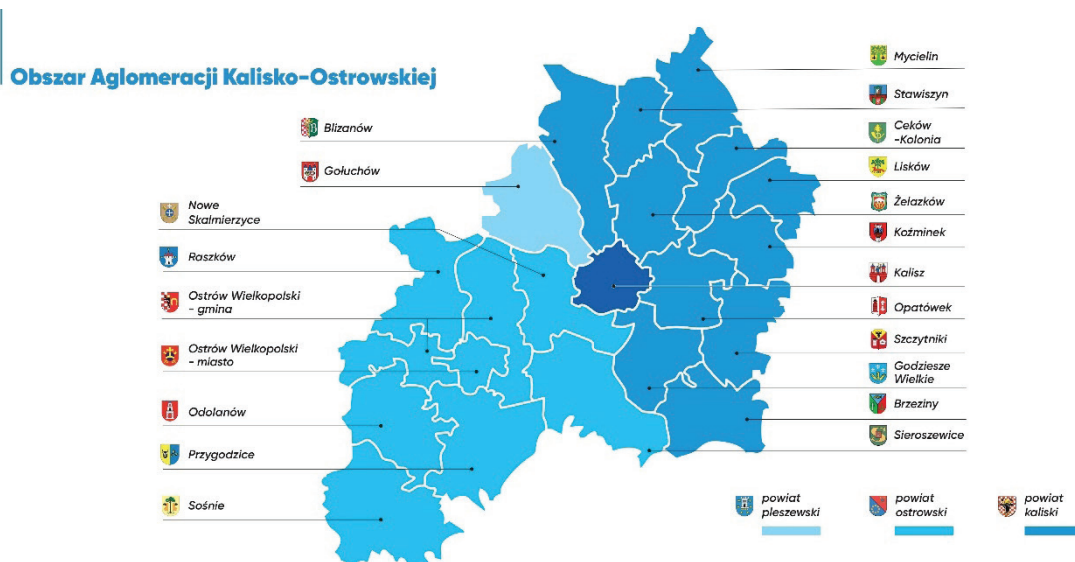 Obszar Aglomeracji Kalisko-Ostrowskiej
Blizanów
Gołuchów
Nowe
Skalmierzyce
Raszków
Ostrów Wielkopolski
- gmina
Ostrów Wielkopolski
- miasto
Odolanów
Przygodzice
Sośnie
Mycielin
Stawiszyn
Ceków
-Kolonia
Lisków
Żelazków
Koźminek
Kalisz
Opatówek
Szczytniki
Godziesze
Wielkie
Brzeziny
Sieroszewice
powiat
pleszewski
powiat
ostrowski
powiat
kaliski